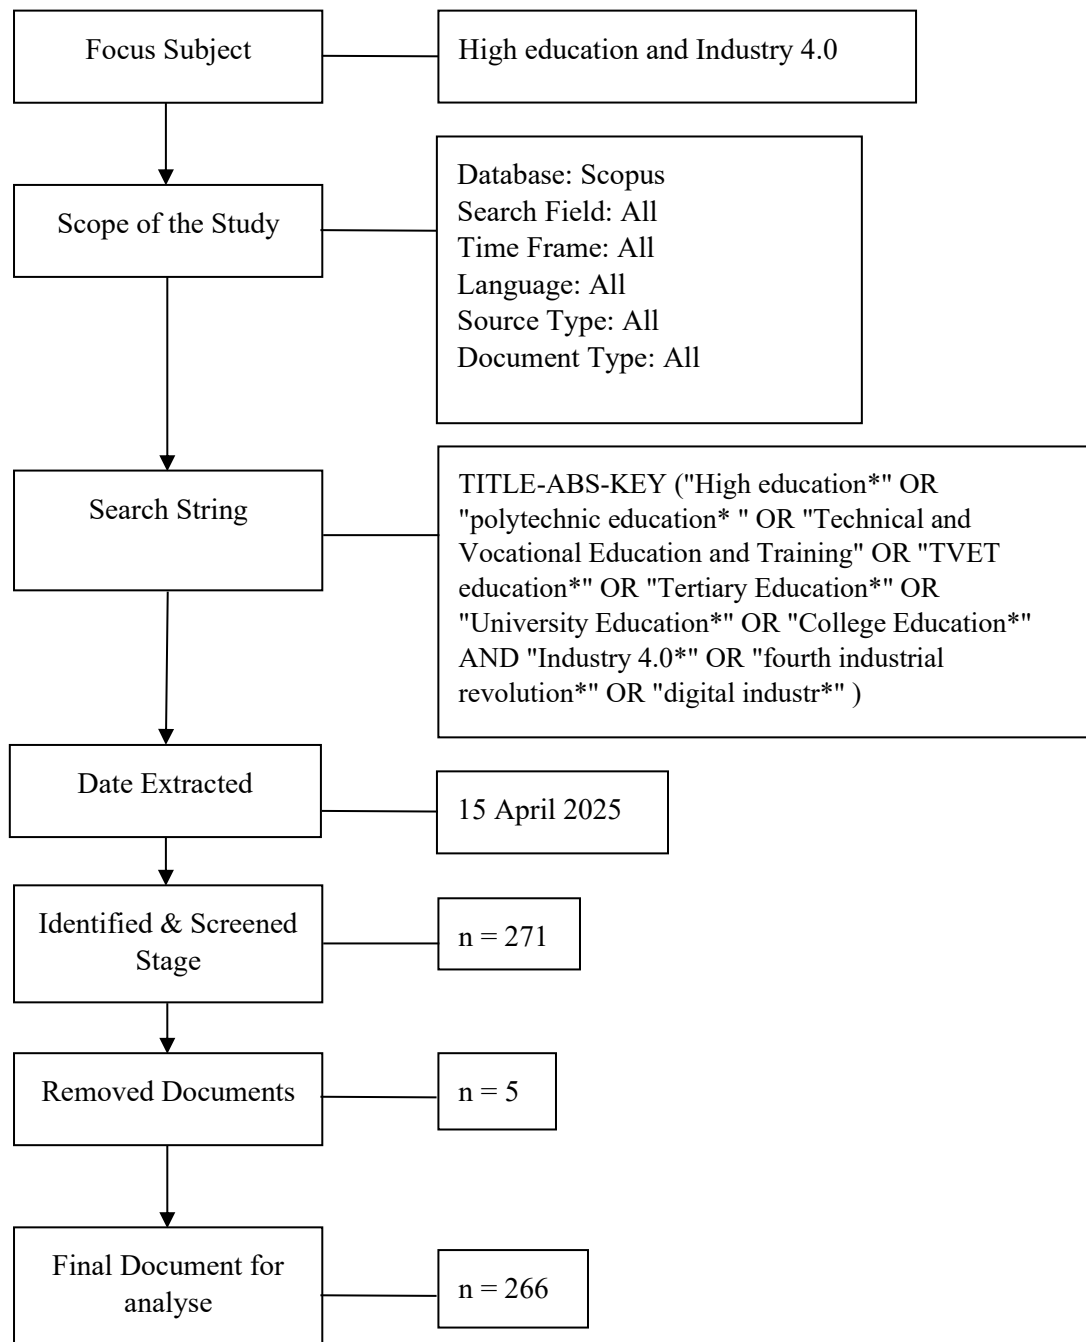 Focus Subject
High education and Industry 4.0
Scope of the Study
Database: Scopus
Search Field: All
Time Frame: All
Language: All
Source Type: All
Document Type: All
Search String
TITLE-ABS-KEY ("High education*" OR
"polytechnic education* " OR "Technical and
Vocational Education and Training" OR "TVET
education*" OR "Tertiary Education*" OR
"University Education*" OR "College Education*"
AND "Industry 4.0*" OR "fourth industrial
revolution*" OR "digital industr*" )
Date Extracted
15 April 2025
Identified & Screened
Stage
n = 271
Removed Documents
n = 5
Final Document for
analyse
n = 266